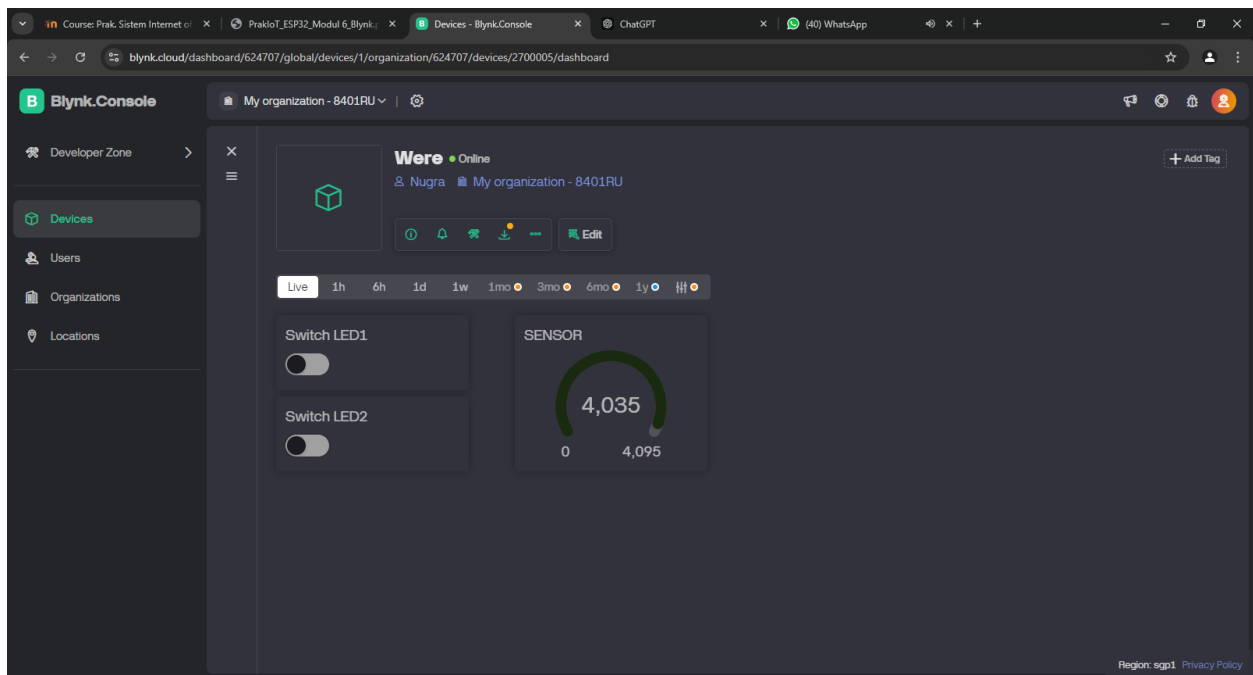 Course: Prak. Sistem Internet of
PrakIoT_ESP32_Modul 6_Blynk.p
Devices - Blynk.Console
ChatGPT
(40) WhatsApp
blynk.cloud/dashboard/624707/global/devices/1/organization/624707/devices/2700005/dashboard
B Blynk.Console
My organization - 8401RU
Developer Zone
Devices
Users
Organizations
Locations
Were
Online
Nugra
My organization - 8401RU
Edit
+ Add Tag
Live 1h 6h 1d 1w 1mo 3mo 6mo 1y
Switch LED1
Switch LED2
SENSOR
4,035
0 4,095
Region: sgp1 Privacy Policy